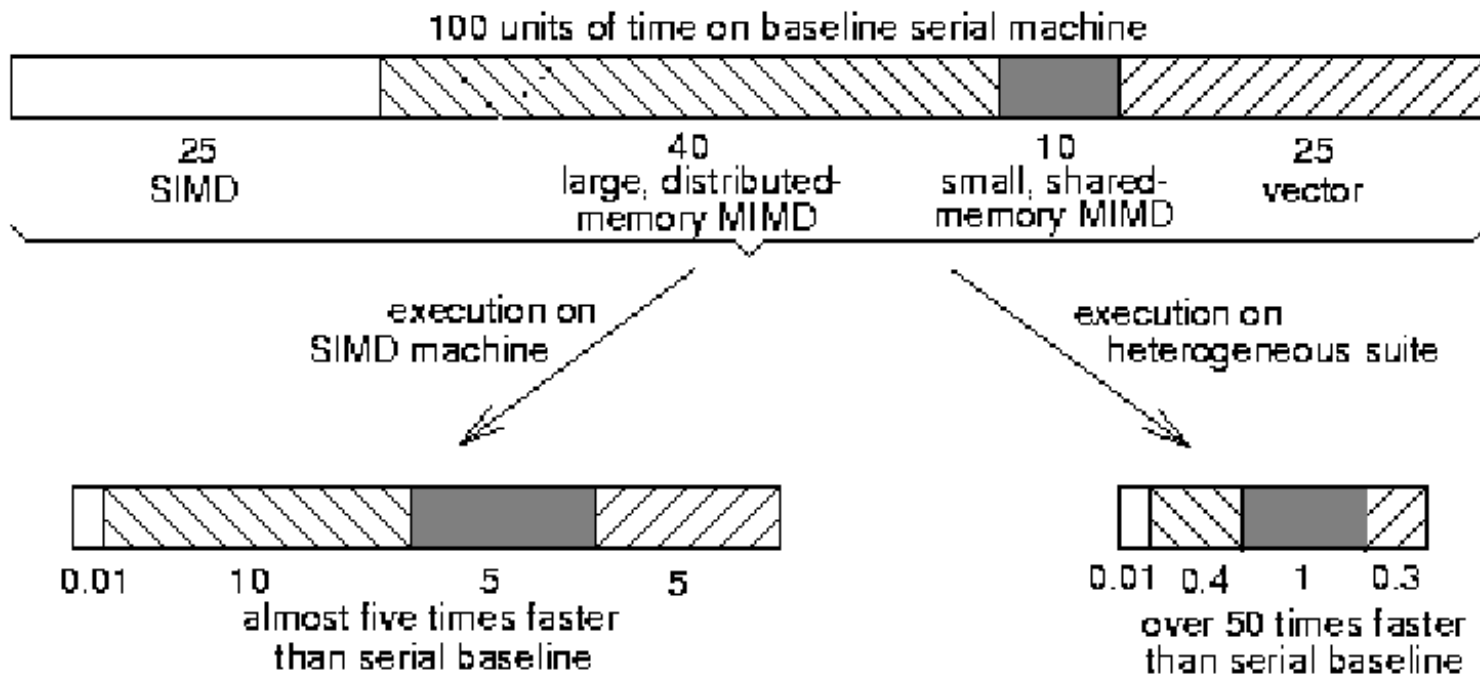 100 units of time on baseline serial machine
25 40 10 25
SIMD large, distributed- small, shared- vector
memory MIMD memory MIMD
execution on execution on
SIMD machine heterogeneous suite
0.01 10 5 5 0.01 0.4 1 0.3
almost five times faster over 50 times faster
than serial baseline than serial baseline